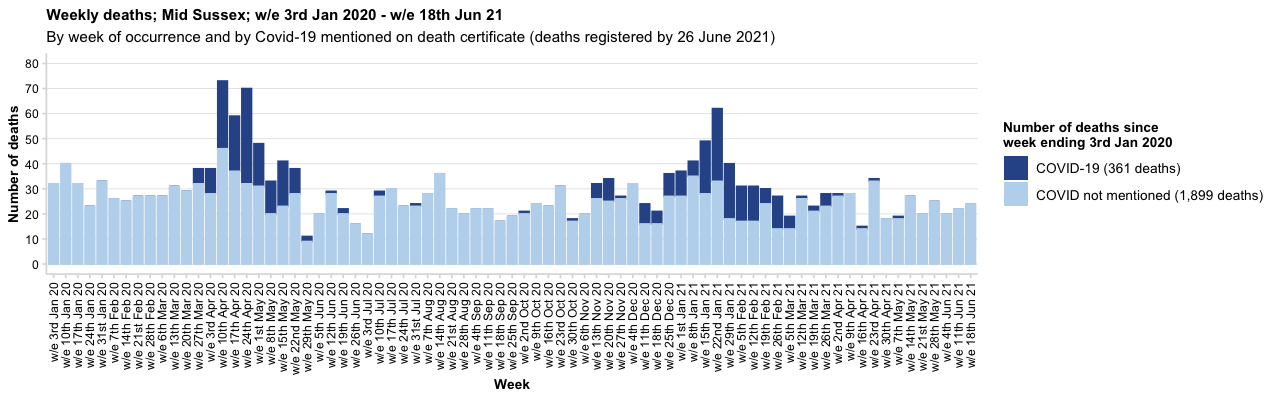 Weekly deaths; Mid Sussex; w/e 3rd Jan 2020 - w/e 18th Jun 21
By week of occurrence and by Covid-19 mentioned on death certificate (deaths registered by 26 June 2021)
Number of deaths
80
70
60
50
40
30
20
10
0
w/e 3rd Jan 20
w/e 10th Jan 20
w/e 17th Jan 20
w/e 24th Jan 20
w/e 31st Jan 20
w/e 7th Feb 20
w/e 14th Feb 20
w/e 21st Feb 20
w/e 28th Feb 20
w/e 6th Mar 20
w/e 13th Mar 20
w/e 20th Mar 20
w/e 27th Mar 20
w/e 3rd Apr 20
w/e 10th Apr 20
w/e 17th Apr 20
w/e 24th Apr 20
w/e 1st May 20
w/e 8th May 20
w/e 15th May 20
w/e 22nd May 20
w/e 29th May 20
w/e 5th Jun 20
w/e 12th Jun 20
w/e 19th Jun 20
w/e 26th Jun 20
w/e 3rd Jul 20
w/e 10th Jul 20
w/e 17th Jul 20
w/e 24th Jul 20
w/e 31st Jul 20
w/e 7th Aug 20
w/e 14th Aug 20
w/e 21st Aug 20
w/e 28th Aug 20
w/e 4th Sep 20
w/e 11th Sep 20
w/e 18th Sep 20
w/e 25th Sep 20
w/e 2nd Oct 20
w/e 9th Oct 20
w/e 16th Oct 20
w/e 23rd Oct 20
w/e 30th Oct 20
w/e 6th Nov 20
w/e 13th Nov 20
w/e 20th Nov 20
w/e 27th Nov 20
w/e 4th Dec 20
w/e 11th Dec 20
w/e 18th Dec 20
w/e 25th Dec 20
w/e 1st Jan 21
w/e 8th Jan 21
w/e 15th Jan 21
w/e 22nd Jan 21
w/e 29th Jan 21
w/e 5th Feb 21
w/e 12th Feb 21
w/e 19th Feb 21
w/e 26th Feb 21
w/e 5th Mar 21
w/e 12th Mar 21
w/e 19th Mar 21
w/e 26th Mar 21
w/e 2nd Apr 21
w/e 9th Apr 21
w/e 16th Apr 21
w/e 23rd Apr 21
w/e 30th Apr 21
w/e 7th May 21
w/e 14th May 21
w/e 21st May 21
w/e 28th May 21
w/e 4th Jun 21
w/e 11th Jun 21
w/e 18th Jun 21
Week
Number of deaths since
week ending 3rd Jan 2020
COVID-19 (361 deaths)
COVID not mentioned (1,899 deaths)